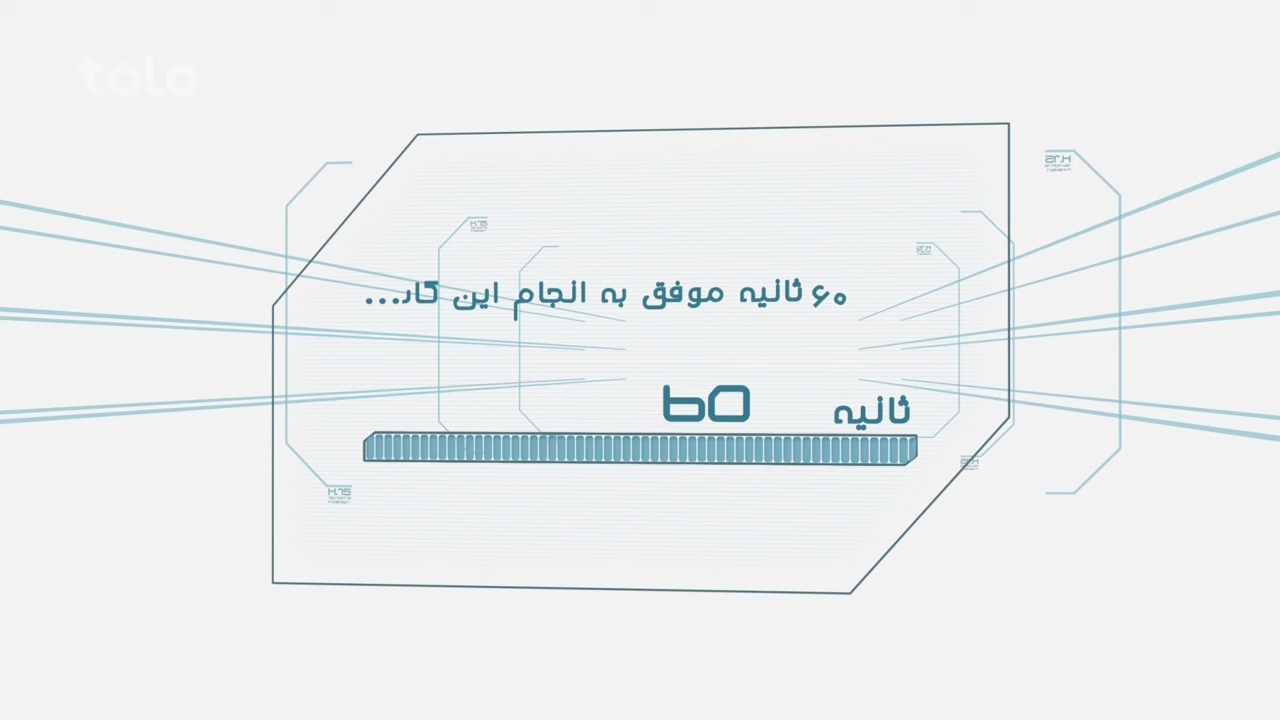 tolo
۶۰ ثانیه موفق به انجام این کار...
ثانیه 60